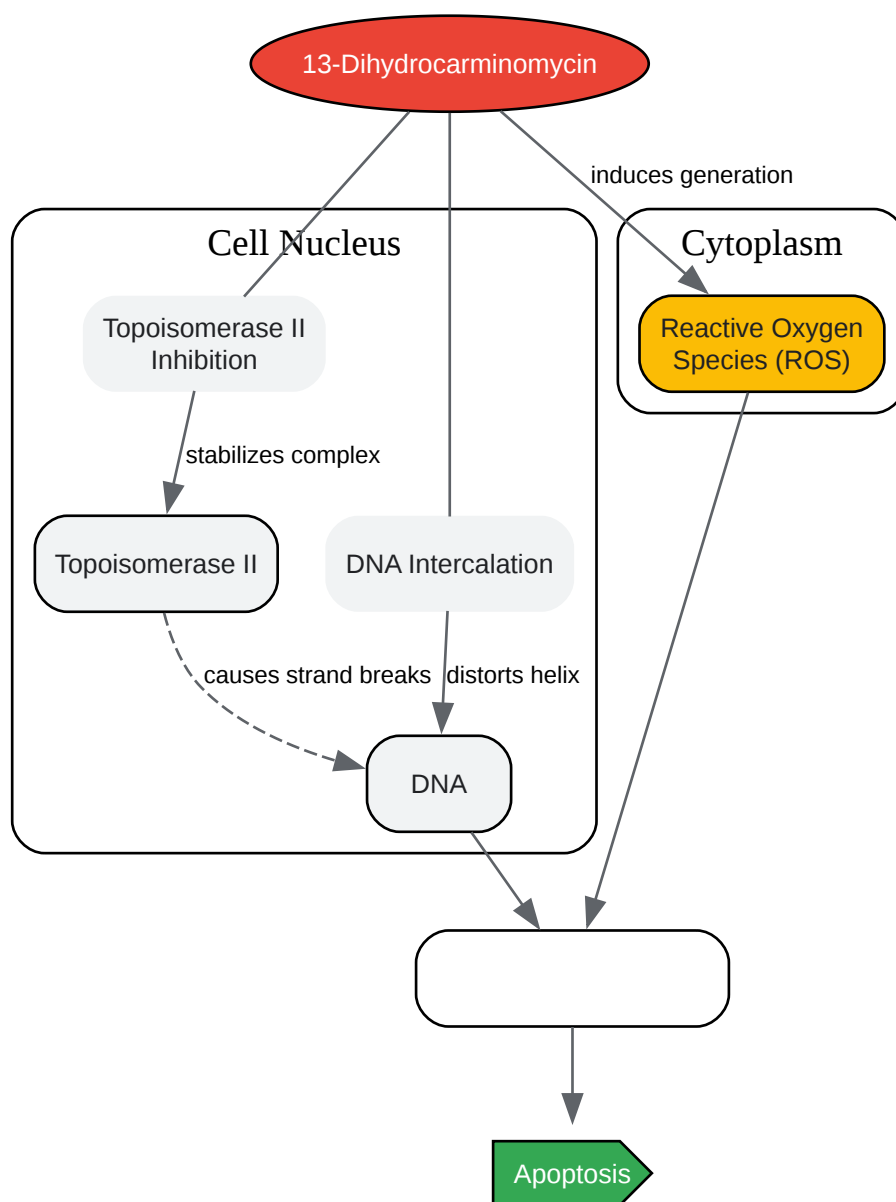 13-Dihydrocarminomycin
induces generation
Cell Nucleus
Cytoplasm
Topoisomerase II
Inhibition
Reactive Oxygen
Species (ROS)
stabilizes complex
Topoisomerase II
DNA Intercalation
causes strand breaks
distorts helix
DNA
Apoptosis